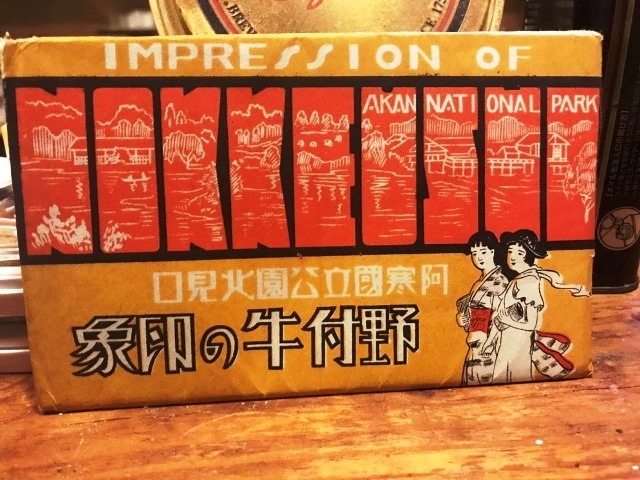 IMPRESSION OF
NOKKEUSHI
AKAN NATIONAL PARK
阿寒國立公園北見口
野付牛の印象